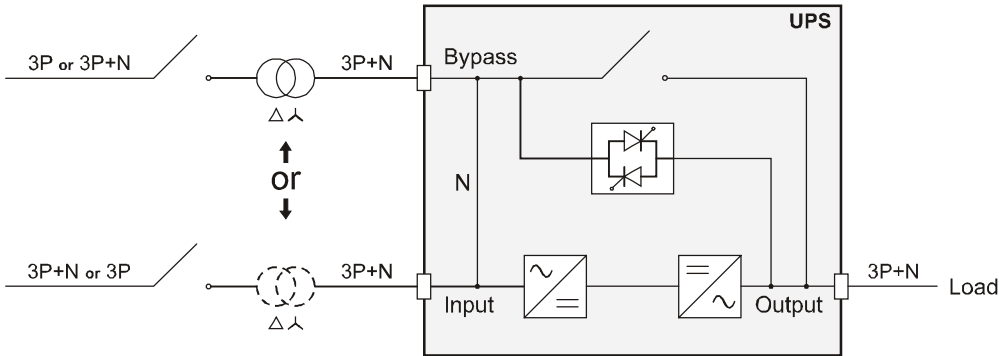 UPS
3P or 3P+N
3P+N
Bypass
or
N
3P+N or 3P
3P+N
Input
Output
3P+N
Load